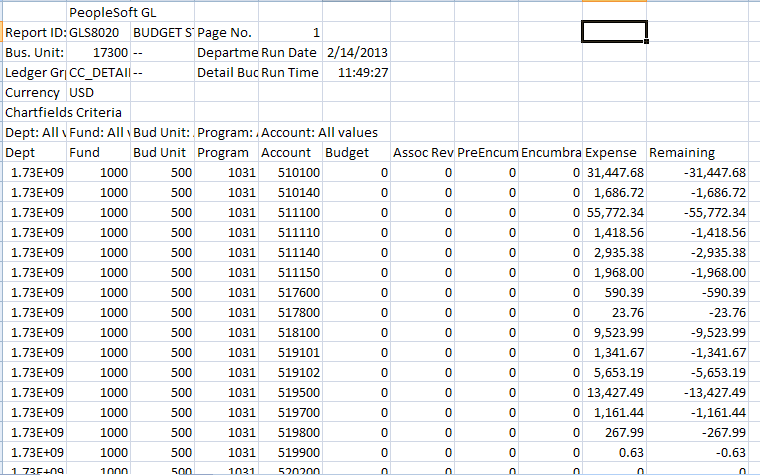 PeopleSoft GL
Report ID: GLS8020 BUDGET ST Page No. 1
Bus. Unit: 17300 -- Departme Run Date 2/14/2013
Ledger Gr CC_DETAI -- Detail Bud Run Time 11:49:27
Currency USD
Chartfields Criteria
Dept: All v Fund: All v Bud Unit: Program: Account: All values
Dept Fund Bud Unit Program Account Budget Assoc Rev PreEncum Encumbra Expense Remaining
1.73E+09 1000 500 1031 510100 0 0 0 0 31,447.68 -31,447.68
1.73E+09 1000 500 1031 510140 0 0 0 0 1,686.72 -1,686.72
1.73E+09 1000 500 1031 511100 0 0 0 0 55,772.34 -55,772.34
1.73E+09 1000 500 1031 511110 0 0 0 0 1,418.56 -1,418.56
1.73E+09 1000 500 1031 511140 0 0 0 0 2,935.38 -2,935.38
1.73E+09 1000 500 1031 511150 0 0 0 0 1,968.00 -1,968.00
1.73E+09 1000 500 1031 517600 0 0 0 0 590.39 -590.39
1.73E+09 1000 500 1031 517800 0 0 0 0 23.76 -23.76
1.73E+09 1000 500 1031 518100 0 0 0 0 9,523.99 -9,523.99
1.73E+09 1000 500 1031 519101 0 0 0 0 1,341.67 -1,341.67
1.73E+09 1000 500 1031 519102 0 0 0 0 5,653.19 -5,653.19
1.73E+09 1000 500 1031 519500 0 0 0 0 13,427.49 -13,427.49
1.73E+09 1000 500 1031 519700 0 0 0 0 1,161.44 -1,161.44
1.73E+09 1000 500 1031 519800 0 0 0 0 267.99 -267.99
1.73E+09 1000 500 1031 519900 0 0 0 0 0.63 -0.63
1.73E+09 1000 500 1031 520200 0 0 0 0 0 0